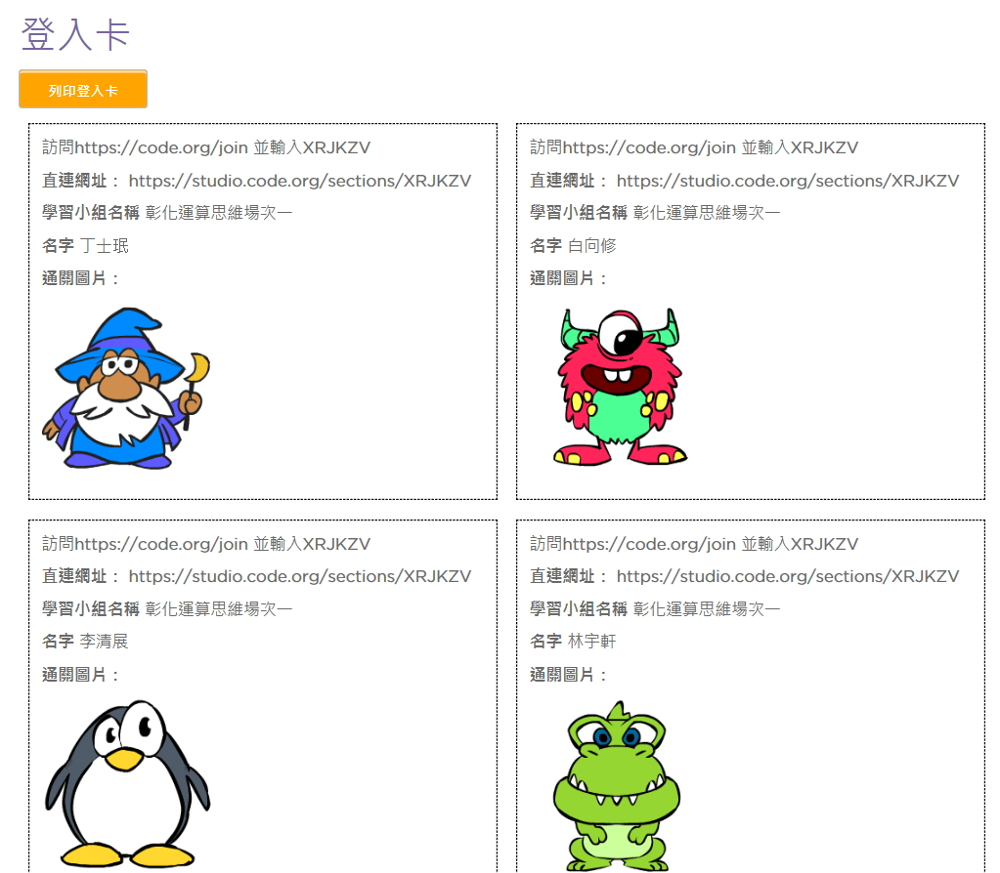 登入卡
列印登入卡
訪問https://code.org/join 並輸入XRJKZV
直連網址： https://studio.code.org/sections/XRJKZV
學習小組名稱 彰化運算思維場次一
名字 丁士珉
通關圖片：
訪問https://code.org/join 並輸入XRJKZV
直連網址： https://studio.code.org/sections/XRJKZV
學習小組名稱 彰化運算思維場次一
名字 白向修
通關圖片：
訪問https://code.org/join 並輸入XRJKZV
直連網址： https://studio.code.org/sections/XRJKZV
學習小組名稱 彰化運算思維場次一
名字 李清展
通關圖片：
訪問https://code.org/join 並輸入XRJKZV
直連網址： https://studio.code.org/sections/XRJKZV
學習小組名稱 彰化運算思維場次一
名字 林宇軒
通關圖片：